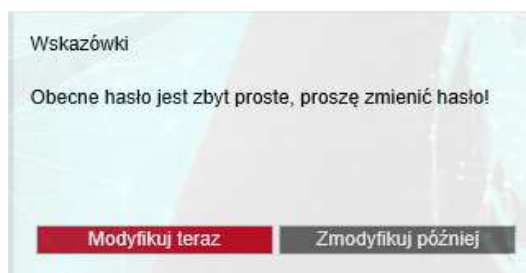 Wskazówki
Obecne hasło jest zbyt proste, proszę zmienić hasło!
Modyfikuj teraz
Zmodyfikuj później